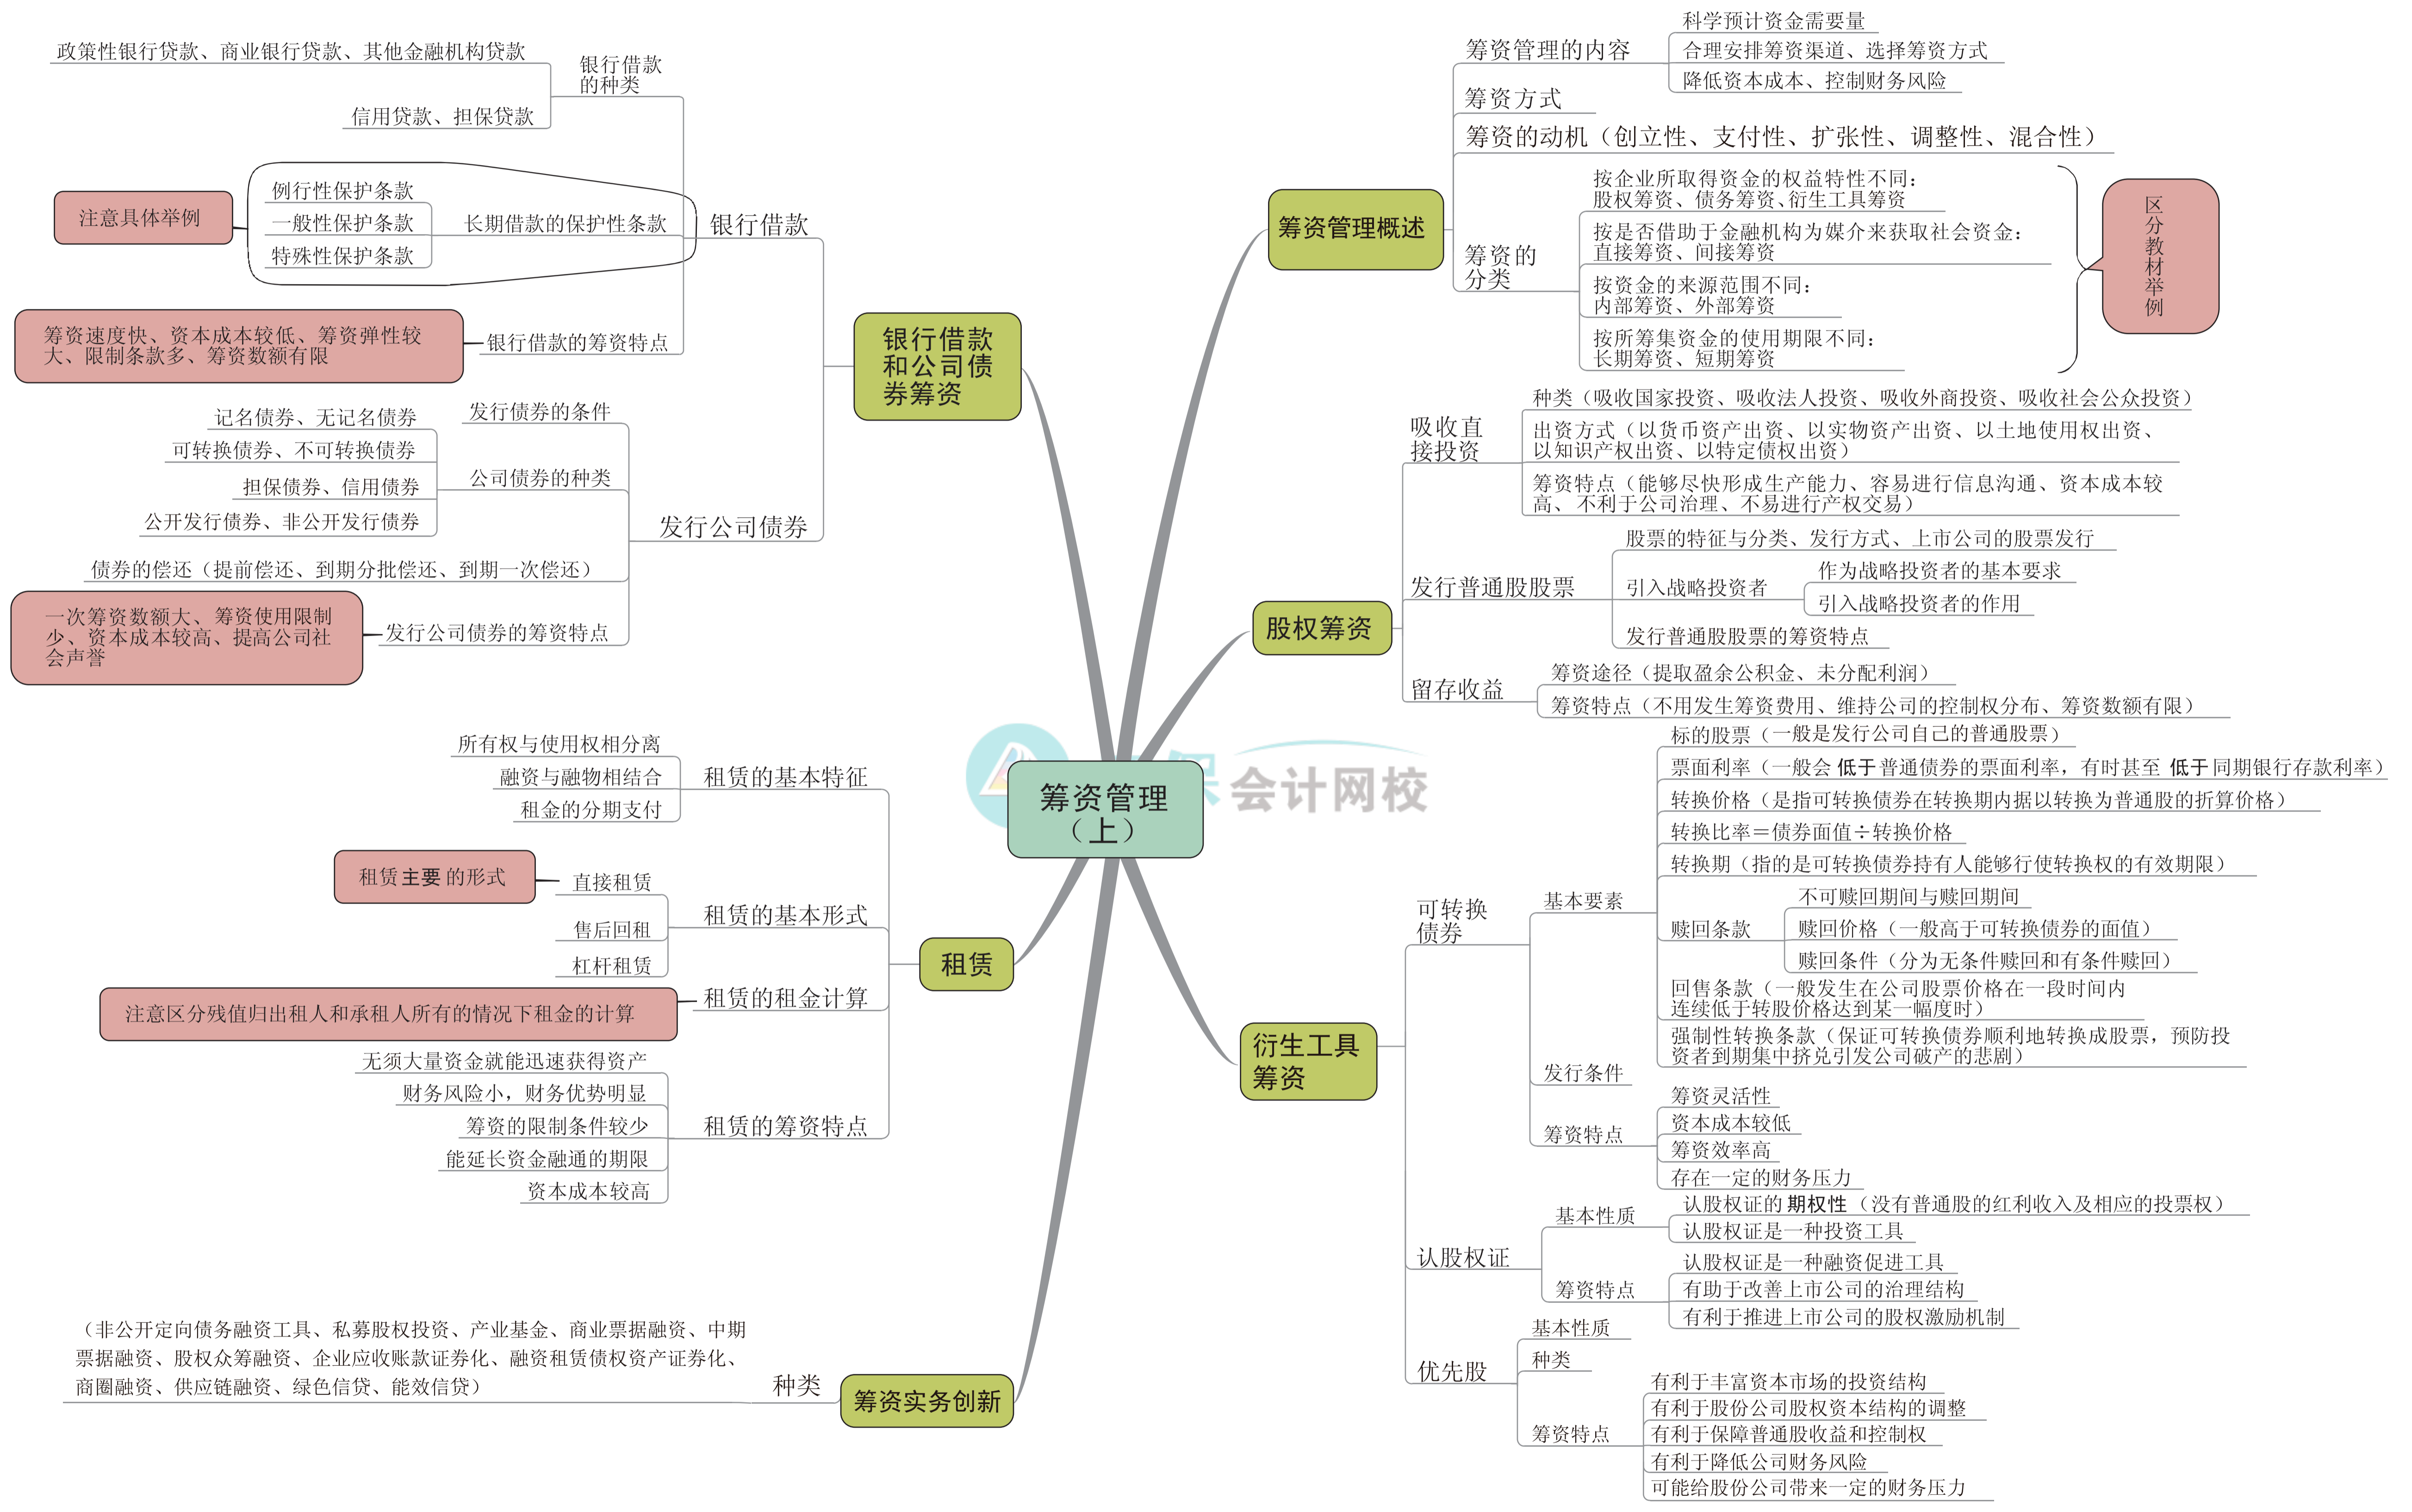 筹资管理
（上）
保
会计网校
筹资管理概述
筹资管理的内容
科学预计资金需要量
合理安排筹资渠道、选择筹资方式
降低资本成本、控制财务风险
筹资方式
筹资的动机（创立性、支付性、扩张性、调整性、混合性）
筹资的
分类
按企业所取得资金的权益特性不同：
股权筹资、债务筹资、衍生工具筹资
按是否借助于金融机构为媒介来获取社会资金：
直接筹资、间接筹资
按资金的来源范围不同：
内部筹资、外部筹资
按所筹集资金的使用期限不同：
长期筹资、短期筹资
区分教材举例
股权筹资
吸收直
接投资
种类（吸收国家投资、吸收法人投资、吸收外商投资、吸收社会公众投资）
出资方式（以货币资产出资、以实物资产出资、以土地使用权出资、
以知识产权出资、以特定债权出资）
筹资特点（能够尽快形成生产能力、容易进行信息沟通、资本成本较
高、不利于公司治理、不易进行产权交易）
发行普通股股票
股票的特征与分类、发行方式、上市公司的股票发行
引入战略投资者
作为战略投资者的基本要求
引入战略投资者的作用
发行普通股股票的筹资特点
留存收益
筹资途径（提取盈余公积金、未分配利润）
筹资特点（不用发生筹资费用、维持公司的控制权分布、筹资数额有限）
衍生工具
筹资
可转换
债券
基本要素
标的股票（一般是发行公司自己的普通股票）
票面利率（一般会 低于 普通债券的票面利率，有时甚至 低于 同期银行存款利率）
转换价格（是指可转换债券在转换期内据以转换为普通股的折算价格）
转换比率＝债券面值÷转换价格
转换期（指的是可转换债券持有人能够行使转换权的有效期限）
赎回条款
不可赎回期间与赎回期间
赎回价格（一般高于可转换债券的面值）
赎回条件（分为无条件赎回和有条件赎回）
回售条款（一般发生在公司股票价格在一段时间内
连续低于转股价格达到某一幅度时）
强制性转换条款（保证可转换债券顺利地转换成股票，预防投
资者到期集中挤兑引发公司破产的悲剧）
发行条件
筹资特点
筹资灵活性
资本成本较低
筹资效率高
存在一定的财务压力
认股权证
基本性质
认股权证的 期权性（没有普通股的红利收入及相应的投票权）
认股权证是一种投资工具
筹资特点
认股权证是一种融资促进工具
有助于改善上市公司的治理结构
有利于推进上市公司的股权激励机制
优先股
基本性质
种类
筹资特点
有利于丰富资本市场的投资结构
有利于股份公司股权资本结构的调整
有利于保障普通股收益和控制权
有利于降低公司财务风险
可能给股份公司带来一定的财务压力
银行借款
和公司债
券筹资
银行借款
银行借款
的种类
政策性银行贷款、商业银行贷款、其他金融机构贷款
信用贷款、担保贷款
长期借款的保护性条款
例行性保护条款
一般性保护条款
特殊性保护条款
注意具体举例
银行借款的筹资特点
筹资速度快、资本成本较低、筹资弹性较
大、限制条款多、筹资数额有限
发行公司债券
发行债券的条件
公司债券的种类
记名债券、无记名债券
可转换债券、不可转换债券
担保债券、信用债券
公开发行债券、非公开发行债券
债券的偿还（提前偿还、到期分批偿还、到期一次偿还）
发行公司债券的筹资特点
一次筹资数额大、筹资使用限制
少、资本成本较高、提高公司社
会声誉
租赁
租赁的基本特征
所有权与使用权相分离
融资与融物相结合
租金的分期支付
租赁的基本形式
直接租赁
租赁 主要 的形式
售后回租
杠杆租赁
租赁的租金计算
注意区分残值归出租人和承租人所有的情况下租金的计算
租赁的筹资特点
无须大量资金就能迅速获得资产
财务风险小，财务优势明显
筹资的限制条件较少
能延长资金融通的期限
资本成本较高
筹资实务创新
种类
（非公开定向债务融资工具、私募股权投资、产业基金、商业票据融资、中期
票据融资、股权众筹融资、企业应收账款证券化、融资租赁债权资产证券化、
商圈融资、供应链融资、绿色信贷、能效信贷）